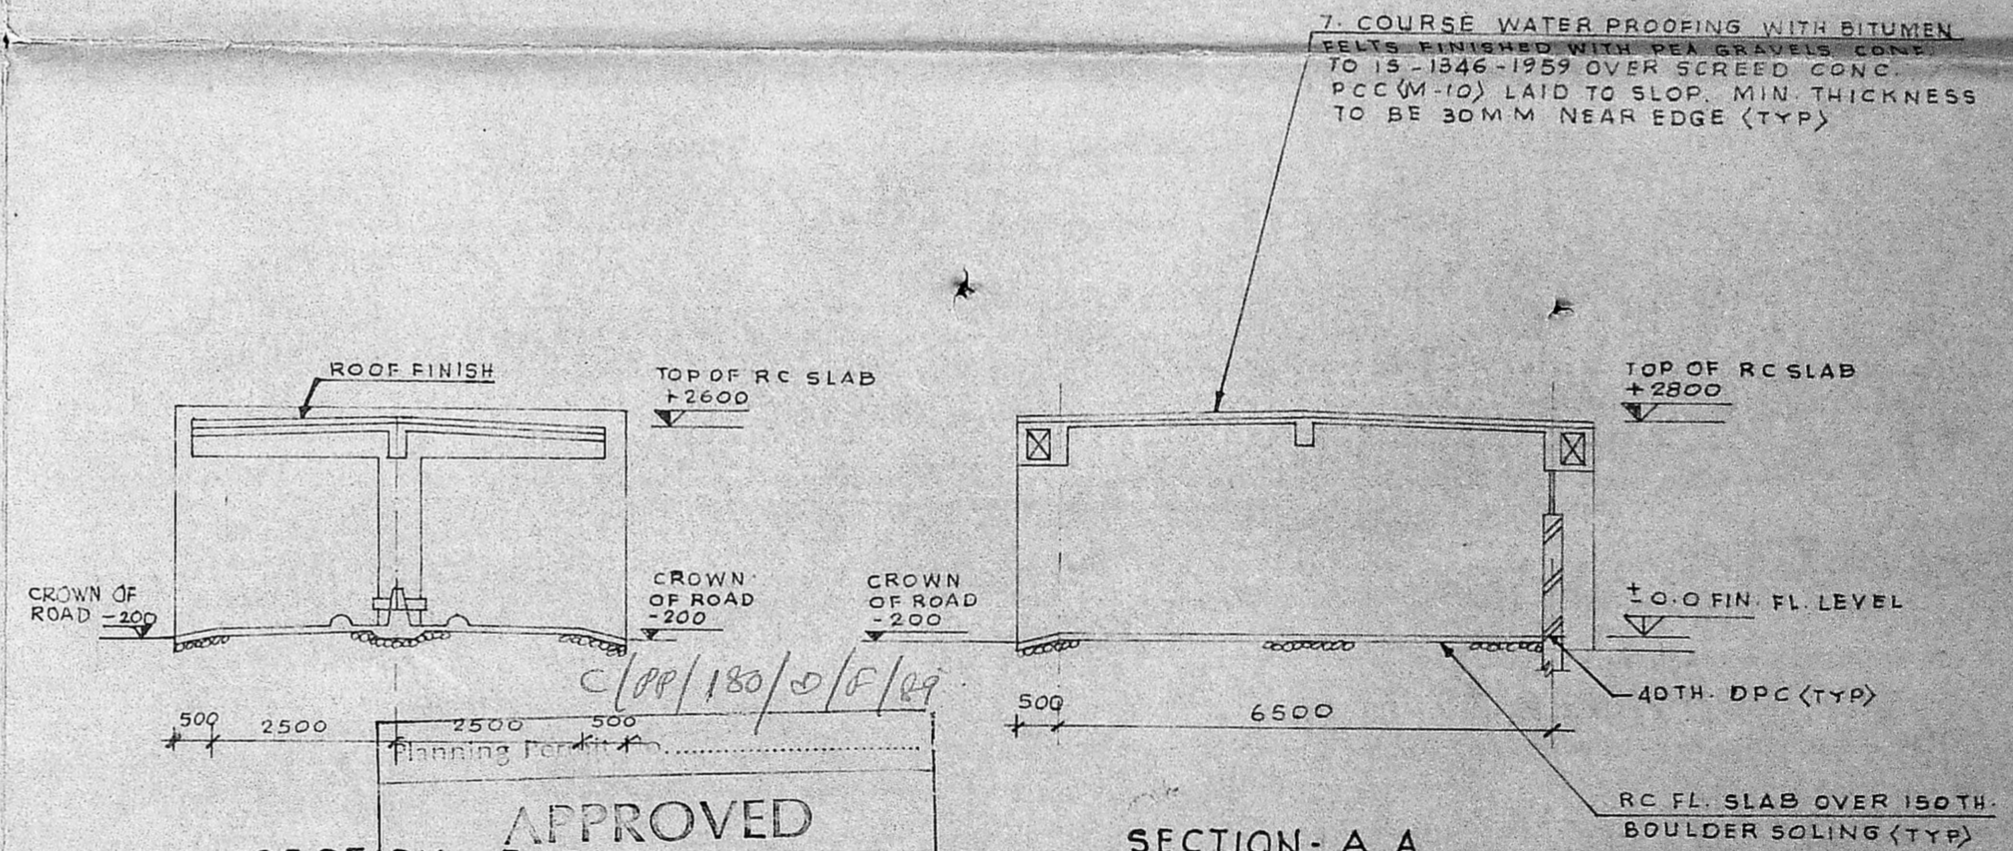 7. COURSE WATER PROOFING WITH BITUMEN
FELTS FINISHED WITH PEA GRAVELS CONF.
TO IS-1346-1959 OVER SCREED CONC.
PCC (M-10) LAID TO SLOP. MIN. THICKNESS
TO BE 30MM NEAR EDGE (TYP)
ROOF FINISH
TOP OF RC SLAB
+2600
TOP OF RC SLAB
+2800
CROWN OF
ROAD -200
CROWN
OF ROAD
-200
CROWN
OF ROAD
-200
±0.0 FIN. FL. LEVEL
C/PP/180/D/F/89
40TH. DPC (TYP)
500 2500 2500 500
500 6500
Planning Permit No.
APPROVED
RC FL. SLAB OVER 150TH.
BOULDER SOLING (TYP)
SECTION- A A